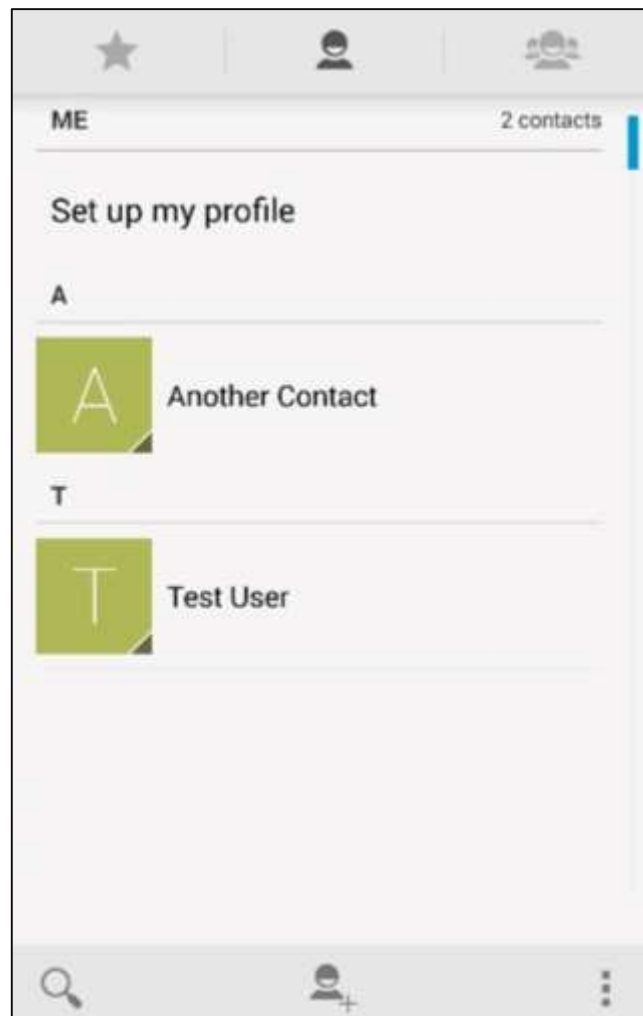 ME 2 contacts
Set up my profile
A
A Another Contact
T
T Test User